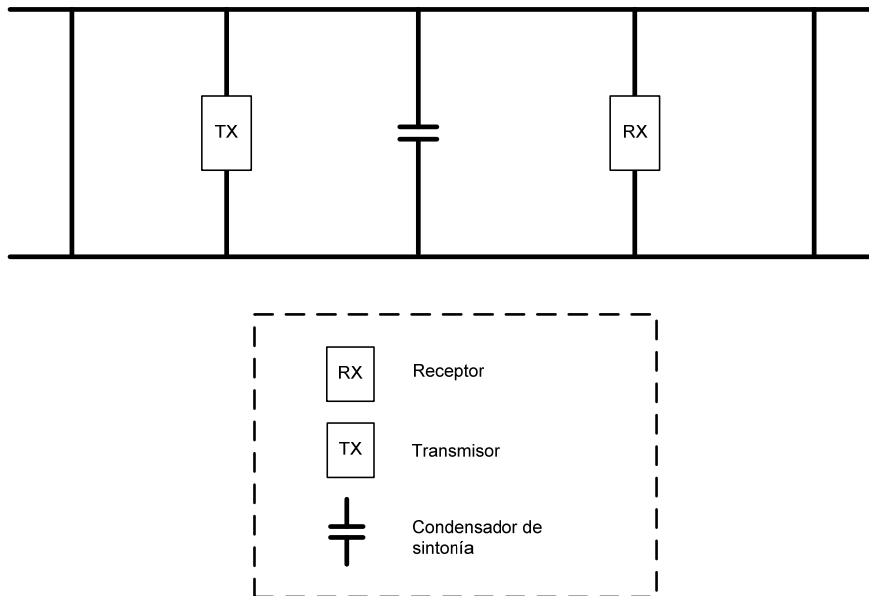 TX
RX
RX
Receptor
TX
Transmisor
Condensador de
sintonía